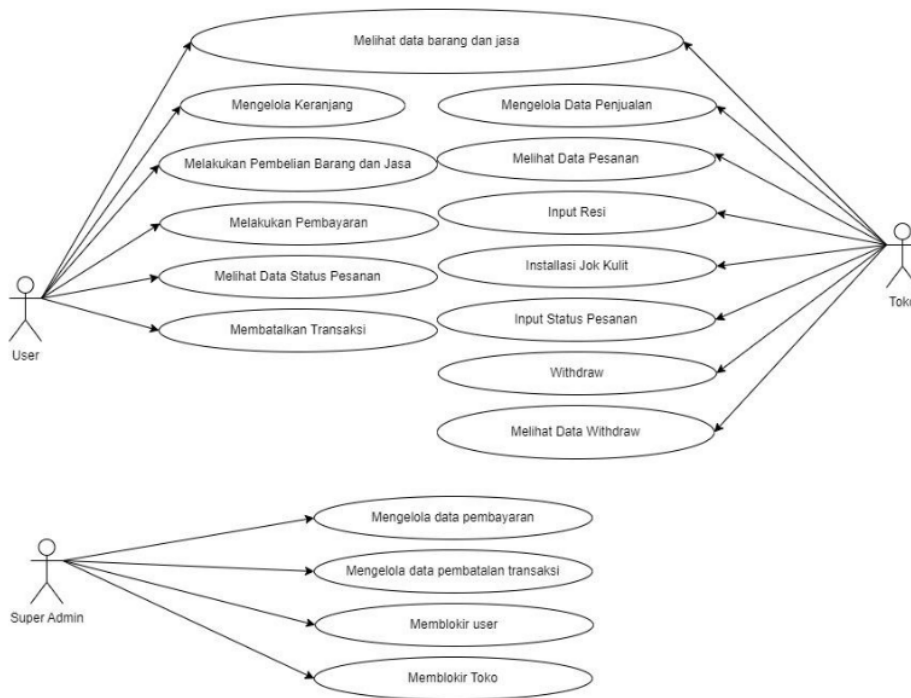 Melihat data barang dan jasa
Mengelola Keranjang
Mengelola Data Penjualan
Melakukan Pembelian Barang dan Jasa
Melihat Data Pesanan
Melakukan Pembayaran
Input Resi
Melihat Data Status Pesanan
Installasi Jok Kulit
Membatalkan Transaksi
Input Status Pesanan
User
Toko
Withdraw
Melihat Data Withdraw
Mengelola data pembayaran
Mengelola data pembatalan transaksi
Super Admin
Memblokir user
Memblokir Toko